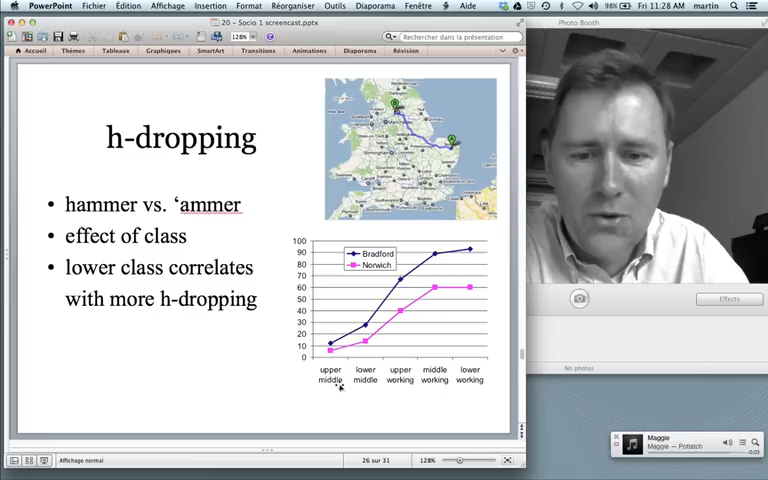 PowerPoint Fichier Édition Affichage Insertion Format Réorganiser Outils Diaporama Fenêtre Aide 98% Fri 11:28 AM martin
20 – Socio 1 screencast.pptx
Photo Booth
128%
Rechercher dans la présentation
Accueil Thèmes Tableaux Graphiques SmartArt Transitions Animations Diaporama Révision
h-dropping
• hammer vs. ‘ammer
• effect of class
• lower class correlates
with more h-dropping
100
90
80
70
60
50
40
30
20
10
0
Bradford
Norwich
upper middle
lower middle
upper working
middle working
lower working
Effects
No photos
Maggie
Maggie — Potlatch
-0:03
Affichage normal
26 sur 31
128%